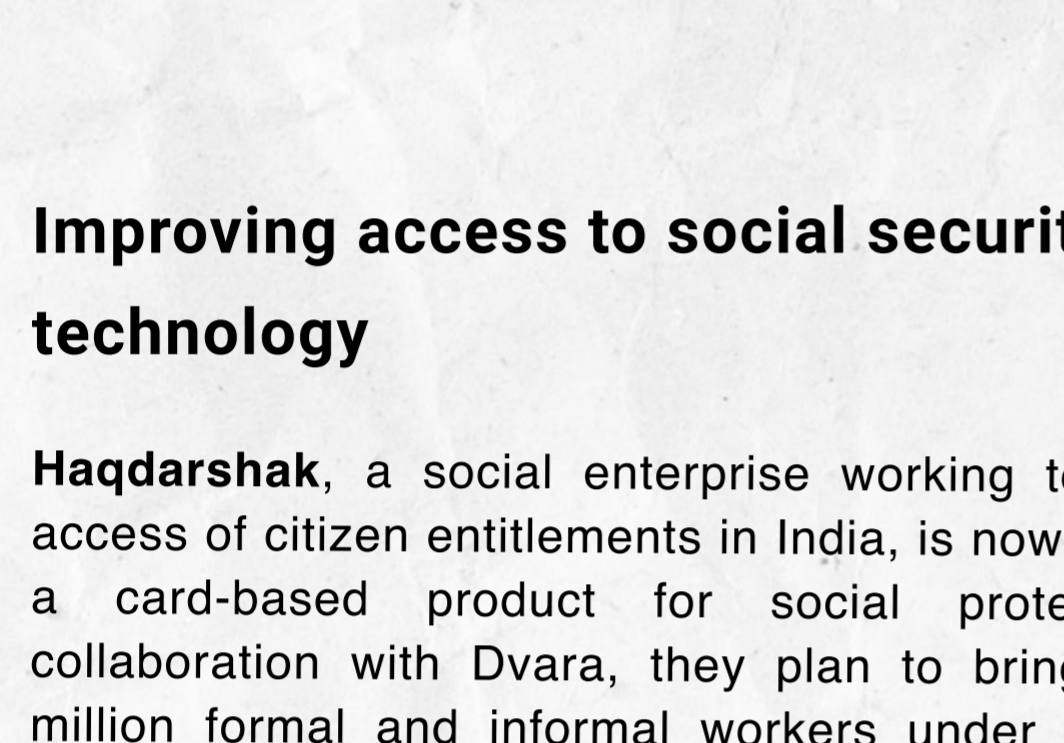 Improving access to social securit
technology
Haqdarshak, a social enterprise working t
access of citizen entitlements in India, is now
a card-based product for social prote
collaboration with Dvara, they plan to bring
million formal and informal workers under